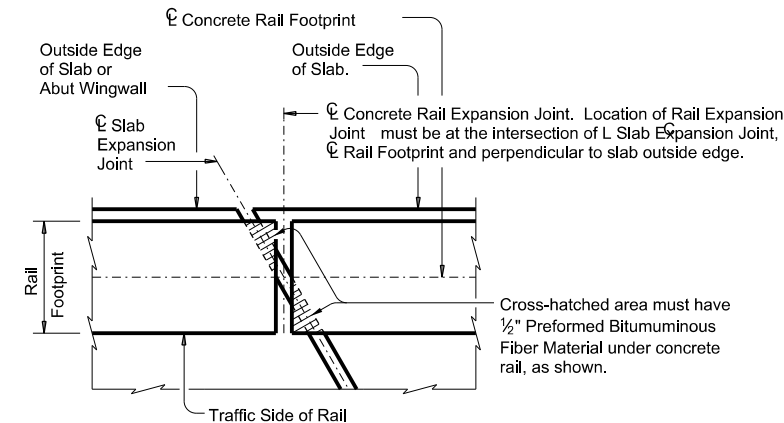 ℄ Concrete Rail Footprint
Outside Edge
of Slab or
Abut Wingwall
Outside Edge
of Slab.
℄ Slab
Expansion
Joint
℄ Concrete Rail Expansion Joint. Location of Rail Expansion
Joint must be at the intersection of L Slab Expansion Joint,
℄
℄ Rail Footprint and perpendicular to slab outside edge.
Rail
Footprint
Cross-hatched area must have
½" Preformed Bitumuminous
Fiber Material under concrete
rail, as shown.
Traffic Side of Rail